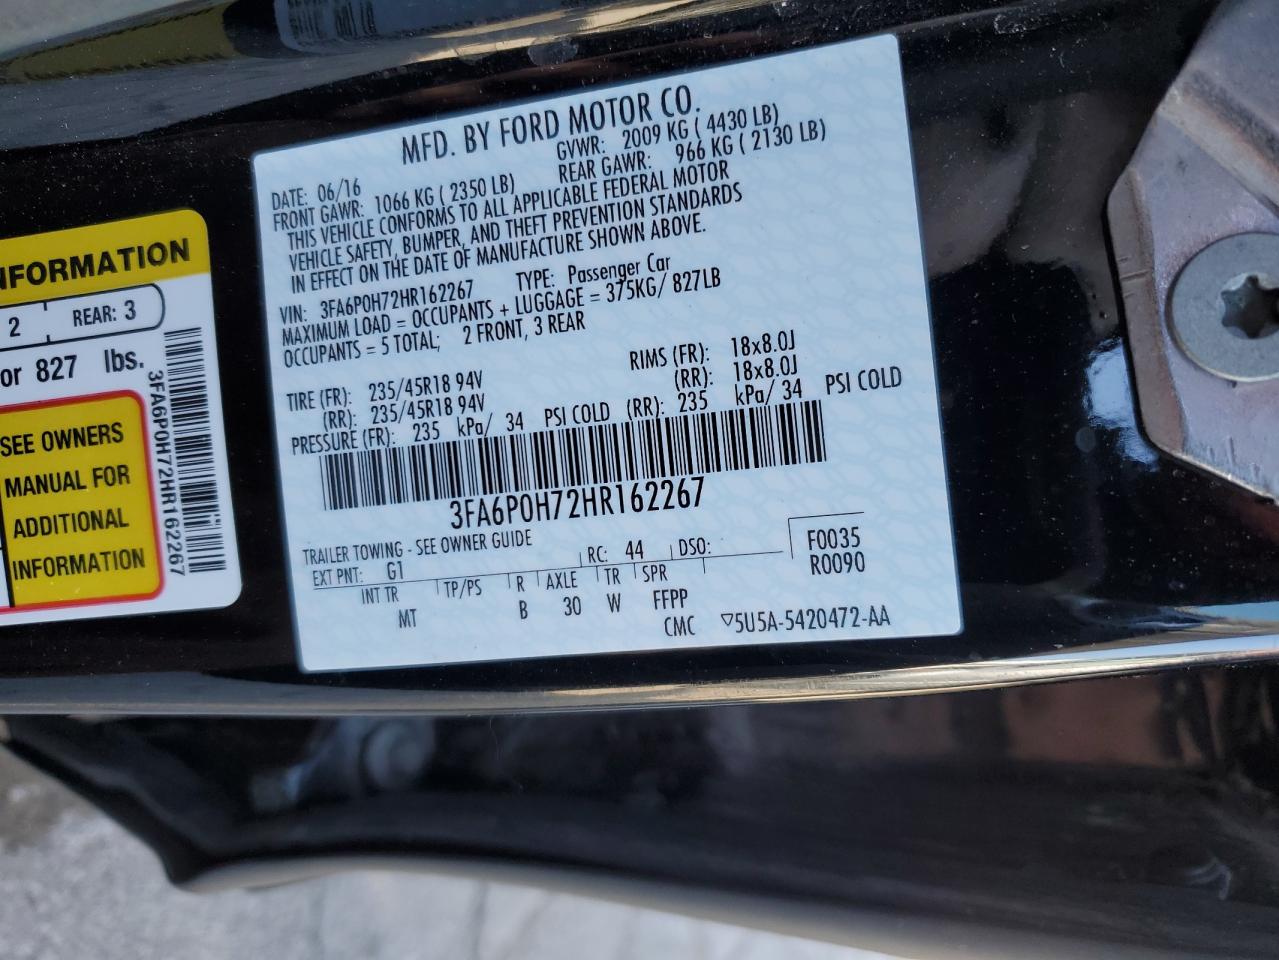 MFD. BY FORD MOTOR CO.
DATE: 06/16 GVWR: 2009 KG ( 4430 LB)
FRONT GAWR: 1066 KG ( 2350 LB) REAR GAWR: 966 KG ( 2130 LB)
THIS VEHICLE CONFORMS TO ALL APPLICABLE FEDERAL MOTOR
VEHICLE SAFETY, BUMPER, AND THEFT PREVENTION STANDARDS
IN EFFECT ON THE DATE OF MANUFACTURE SHOWN ABOVE.
VIN: 3FA6P0H72HR162267 TYPE: Passenger Car
MAXIMUM LOAD = OCCUPANTS + LUGGAGE = 375KG/ 827LB
OCCUPANTS = 5 TOTAL; 2 FRONT, 3 REAR
TIRE (FR): 235/45R18 94V RIMS (FR): 18x8.0J
(RR): 235/45R18 94V (RR): 18x8.0J
PRESSURE (FR): 235 kPa/ 34 PSI COLD (RR): 235 kPa/ 34 PSI COLD
3FA6P0H72HR162267
TRAILER TOWING - SEE OWNER GUIDE
EXT PNT: G1 RC: 44 DSO: F0035
R0090
INT TR TP/PS R AXLE TR SPR
MT B 30 W FFPP
CMC ▽5U5A-5420472-AA
NFORMATION
2 REAR: 3
or 827 lbs.
SEE OWNERS
MANUAL FOR
ADDITIONAL
INFORMATION
3FA6P0H72HR162267